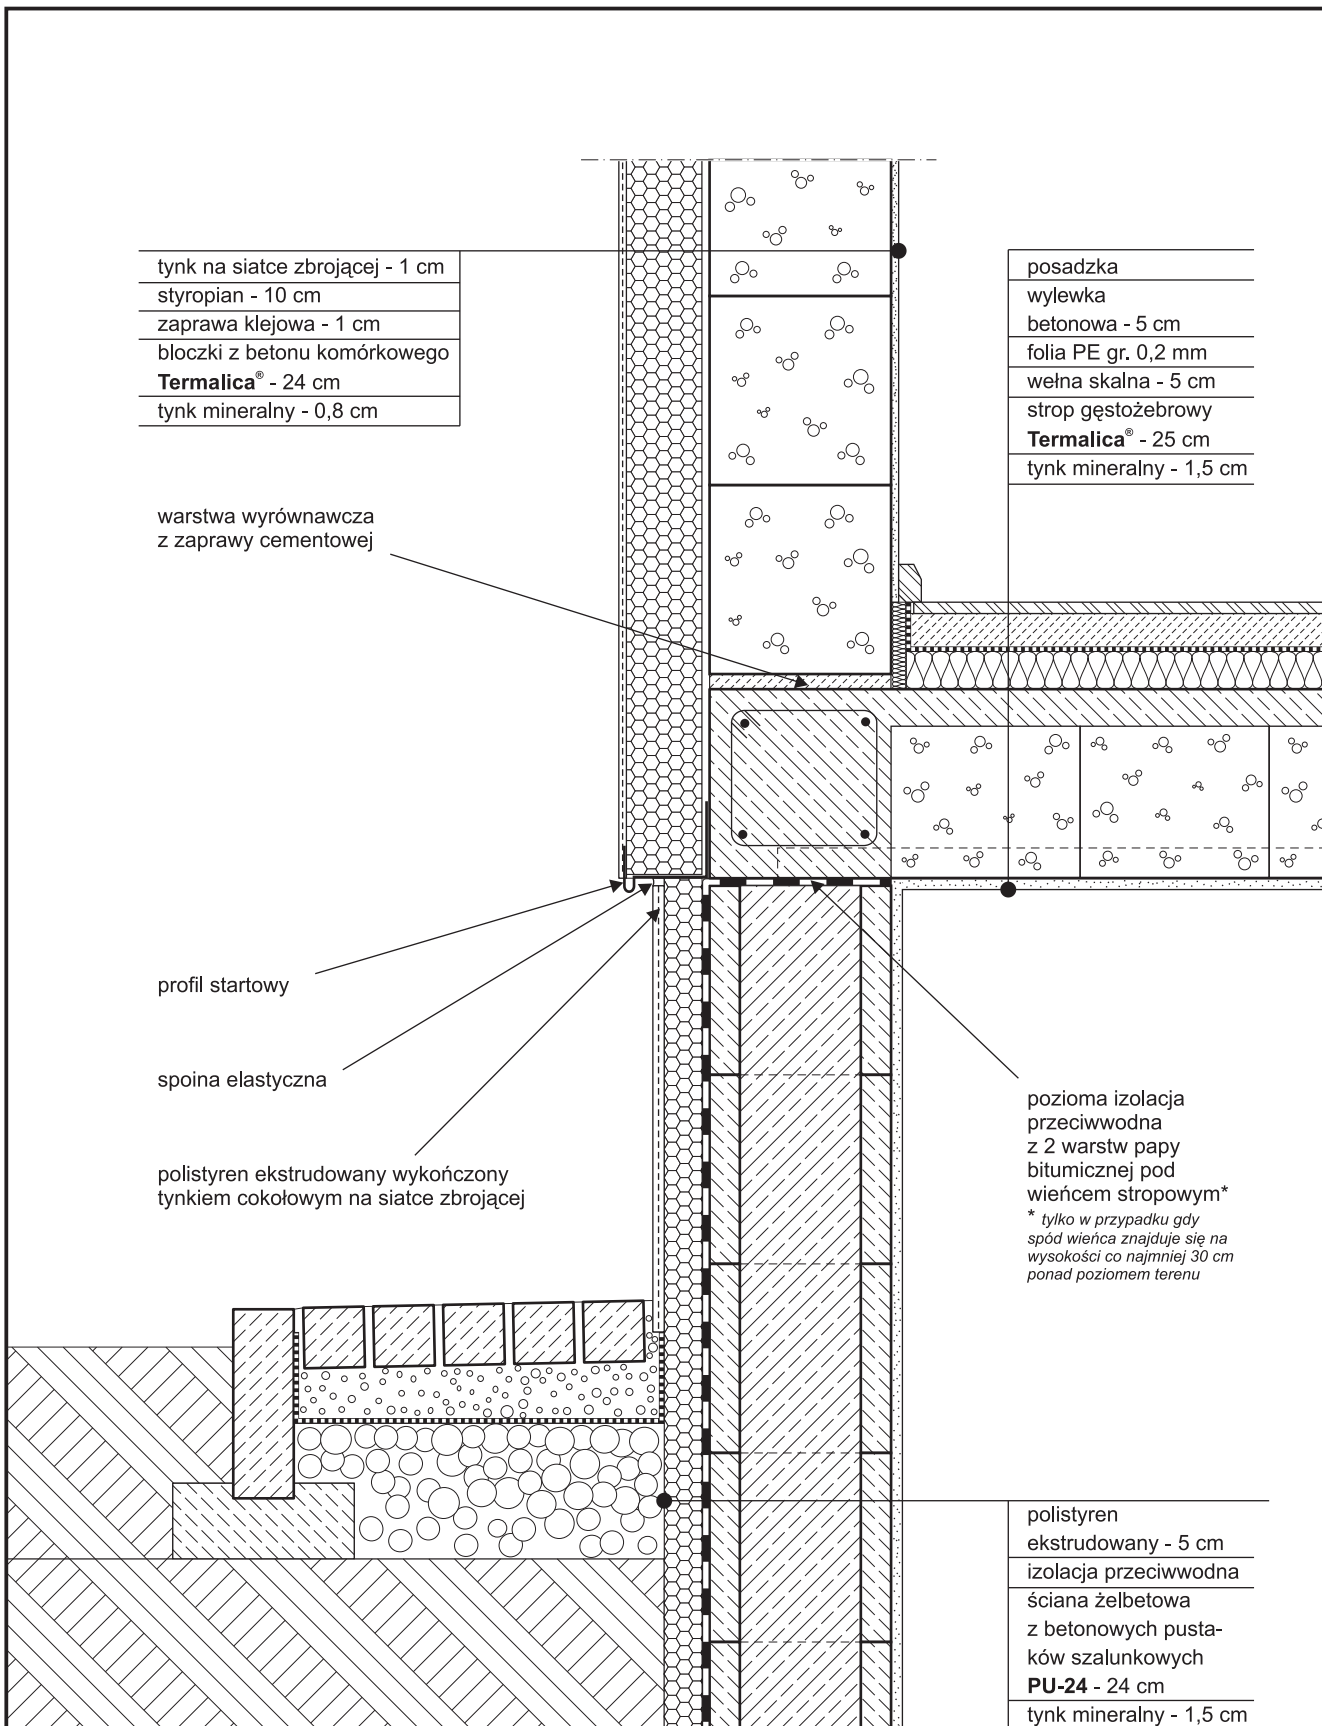 tynk na siatce zbrojącej - 1 cm
styropian - 10 cm
zaprawa klejowa - 1 cm
bloczki z betonu komórkowego
Termalica® - 24 cm
tynk mineralny - 0,8 cm
posadzka
wylewka
betonowa - 5 cm
folia PE gr. 0,2 mm
wełna skalna - 5 cm
strop gęstożebrowy
Termalica® - 25 cm
tynk mineralny - 1,5 cm
warstwa wyrównawcza
z zaprawy cementowej
profil startowy
spoina elastyczna
polistyren ekstrudowany wykończony
tynkiem cokołowym na siatce zbrojącej
pozioma izolacja
przeciwwodna
z 2 warstw papy
bitumicznej pod
wieńcem stropowym*
* tylko w przypadku gdy
spód wieńca znajduje się na
wysokości co najmniej 30 cm
ponad poziomem terenu
polistyren
ekstrudowany - 5 cm
izolacja przeciwwodna
ściana żelbetowa
z betonowych pusta-
ków szalunkowych
PU-24 - 24 cm
tynk mineralny - 1,5 cm